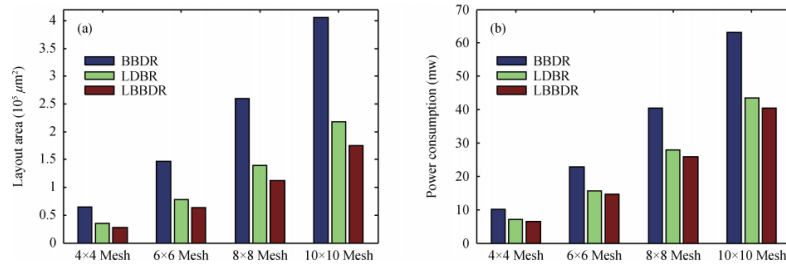 (a)
BBDR
LDBR
LBBDR
Layout area (10⁵ μm²)
4
3.5
3
2.5
2
1.5
1
0.5
0
4×4 Mesh 6×6 Mesh 8×8 Mesh 10×10 Mesh
(b)
BBDR
LDBR
LBBDR
Power consumption (mw)
70
60
50
40
30
20
10
0
4×4 Mesh 6×6 Mesh 8×8 Mesh 10×10 Mesh